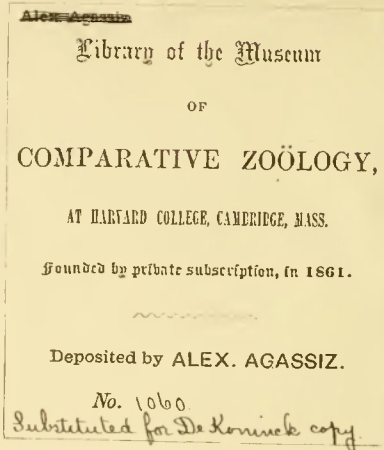 Alex Agassiz
Library of the Museum
OF
COMPARATIVE ZOÖLOGY,
AT HARVARD COLLEGE, CAMBRIDGE, MASS.
Founded by private subscription, in 1861.
Deposited by ALEX. AGASSIZ.
No. 1060
Substituted for De Koninck copy